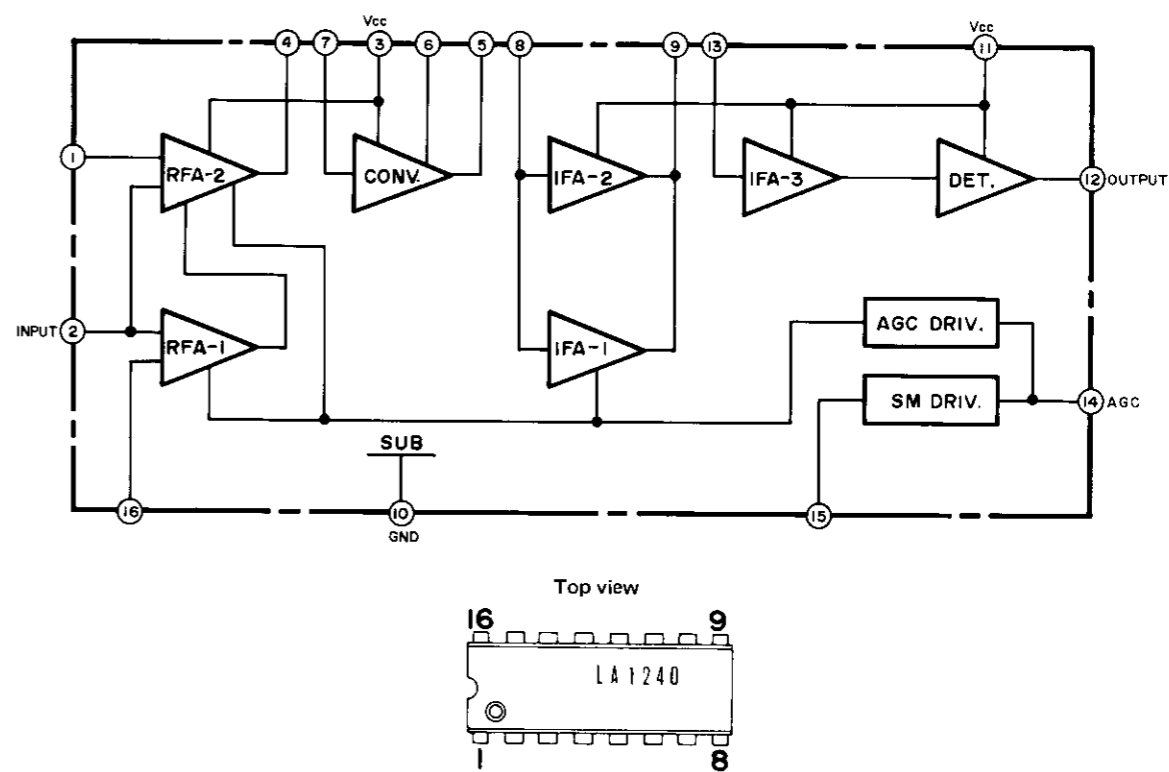 Vcc
4 7 3 6 5 8 9 13
Vcc
11
1
RFA-2
CONV.
IFA-2
IFA-3
DET.
12 OUTPUT
INPUT 2
RFA-1
IFA-1
AGC DRIV.
SM DRIV.
14 AGC
SUB
16
10
GND
15
Top view
16 9
LA1240
1 8